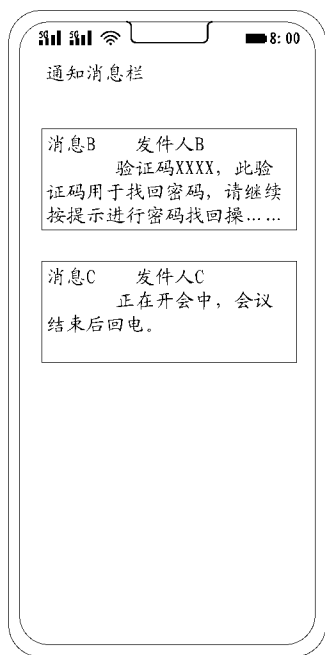 5G 5G 8:00
通知消息栏
消息B 发件人B
验证码XXXX，此验
证码用于找回密码，请继续
按提示进行密码找回操……
消息C 发件人C
正在开会中，会议
结束后回电。